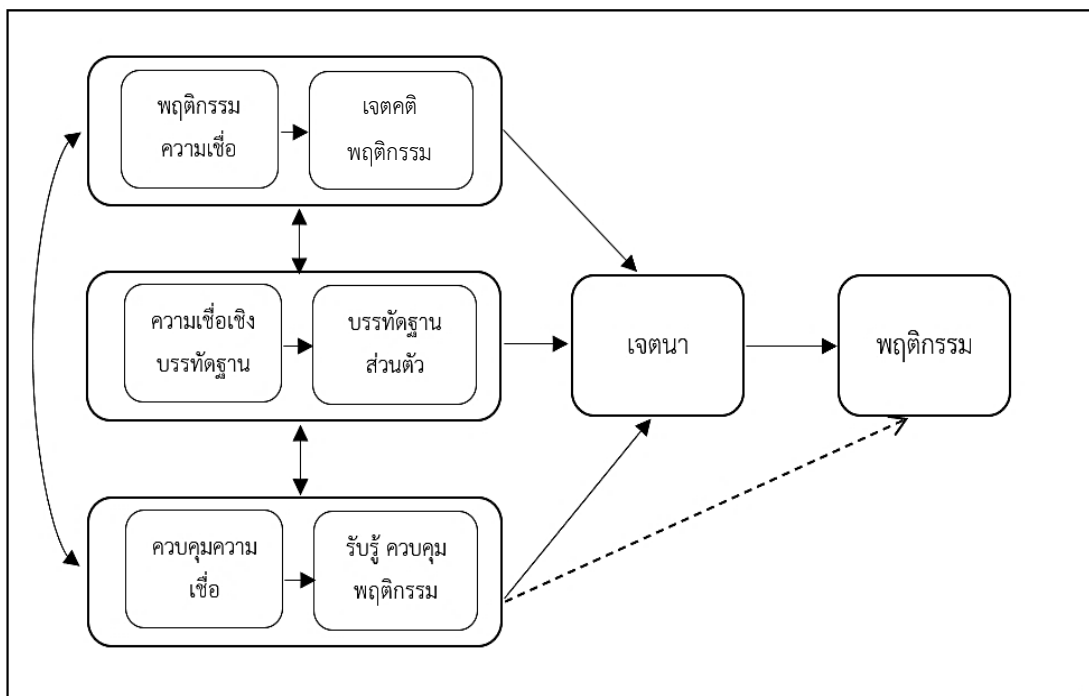 พฤติกรรม
ความเชื่อ
เจตคติ
พฤติกรรม
ความเชื่อเชิง
บรรทัดฐาน
บรรทัดฐาน
ส่วนตัว
เจตนา
พฤติกรรม
ควบคุมความ
เชื่อ
รับรู้ ควบคุม
พฤติกรรม